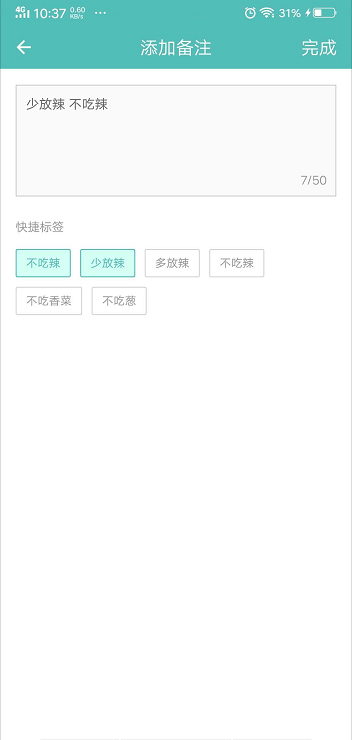 4G 10:37 0.60 KB/s ... 31%
添加备注 完成
少放辣 不吃辣
7/50
快捷标签
不吃辣 少放辣 多放辣 不吃辣
不吃香菜 不吃葱